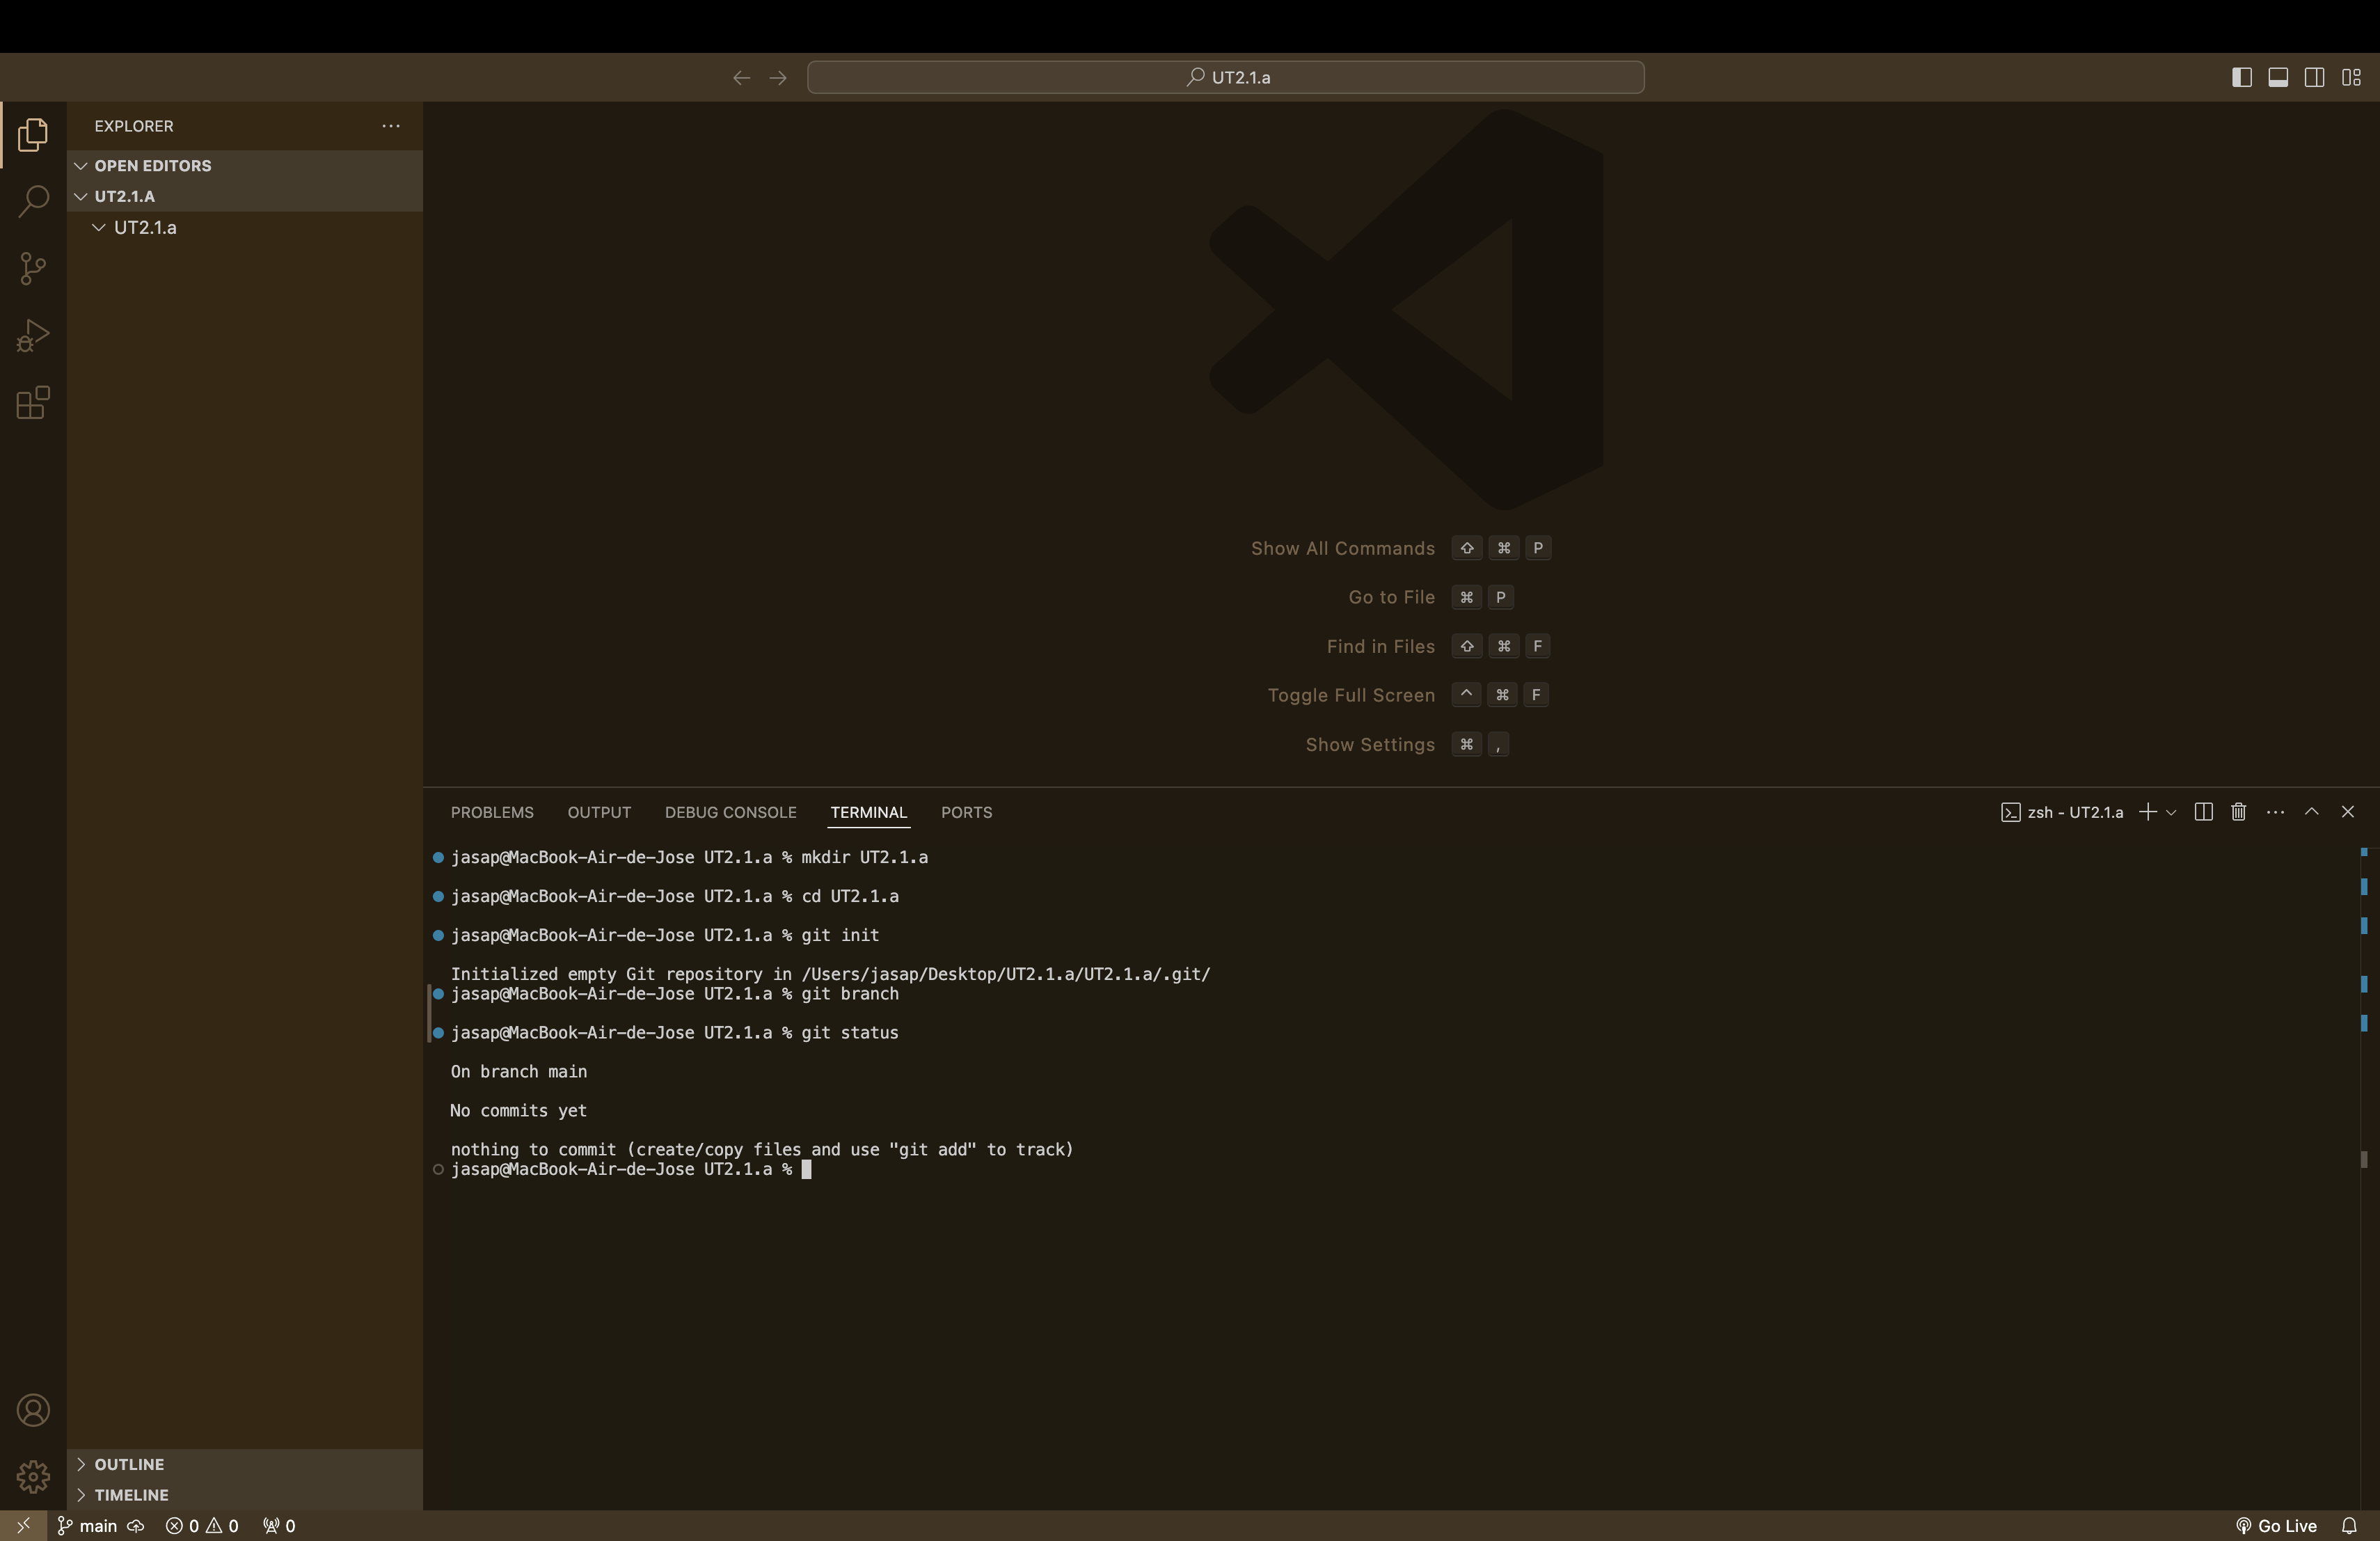 UT2.1.a
EXPLORER
OPEN EDITORS
UT2.1.A
UT2.1.a
Show All Commands ⇧ ⌘ P
Go to File ⌘ P
Find in Files ⇧ ⌘ F
Toggle Full Screen ^ ⌘ F
Show Settings ⌘ ,
PROBLEMS OUTPUT DEBUG CONSOLE TERMINAL PORTS zsh - UT2.1.a
jasap@MacBook-Air-de-Jose UT2.1.a % mkdir UT2.1.a
jasap@MacBook-Air-de-Jose UT2.1.a % cd UT2.1.a
jasap@MacBook-Air-de-Jose UT2.1.a % git init
Initialized empty Git repository in /Users/jasap/Desktop/UT2.1.a/UT2.1.a/.git/
jasap@MacBook-Air-de-Jose UT2.1.a % git branch
jasap@MacBook-Air-de-Jose UT2.1.a % git status
On branch main
No commits yet
nothing to commit (create/copy files and use "git add" to track)
jasap@MacBook-Air-de-Jose UT2.1.a %
OUTLINE
TIMELINE
main 0 0 0 Go Live